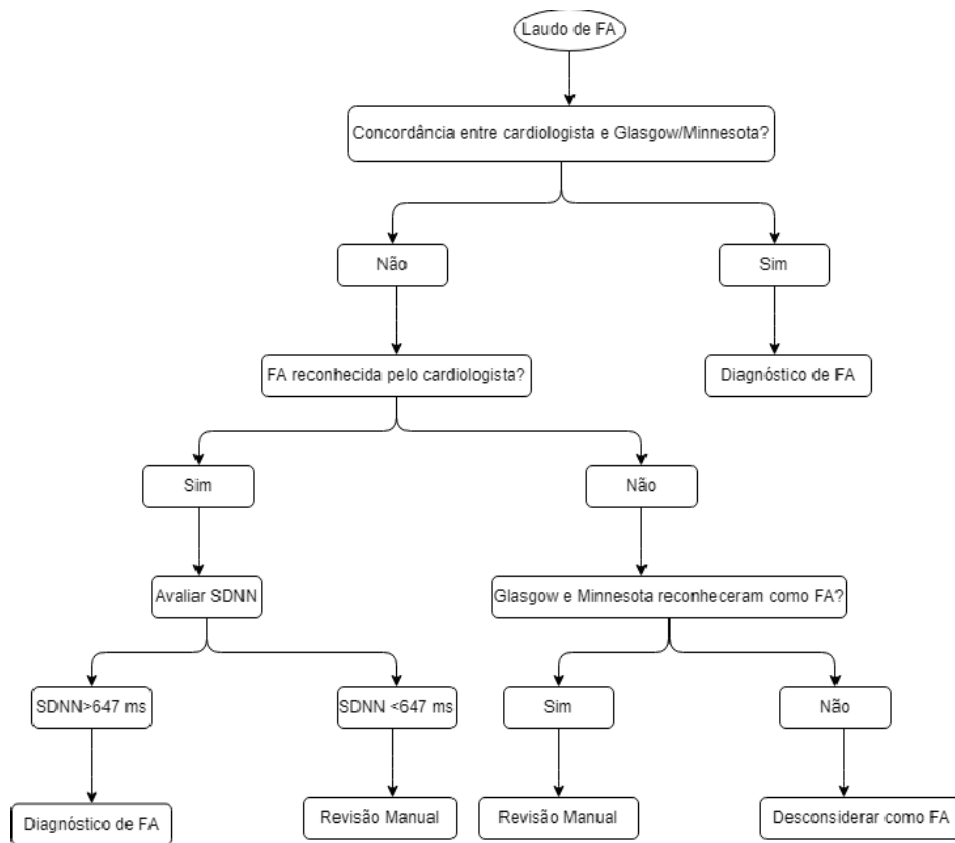 Laudo de FA
Concordância entre cardiologista e Glasgow/Minnesota?
Não
Sim
FA reconhecida pelo cardiologista?
Diagnóstico de FA
Sim
Não
Avaliar SDNN
Glasgow e Minnesota reconheceram como FA?
SDNN>647 ms
SDNN <647 ms
Sim
Não
Diagnóstico de FA
Revisão Manual
Revisão Manual
Desconsiderar como FA